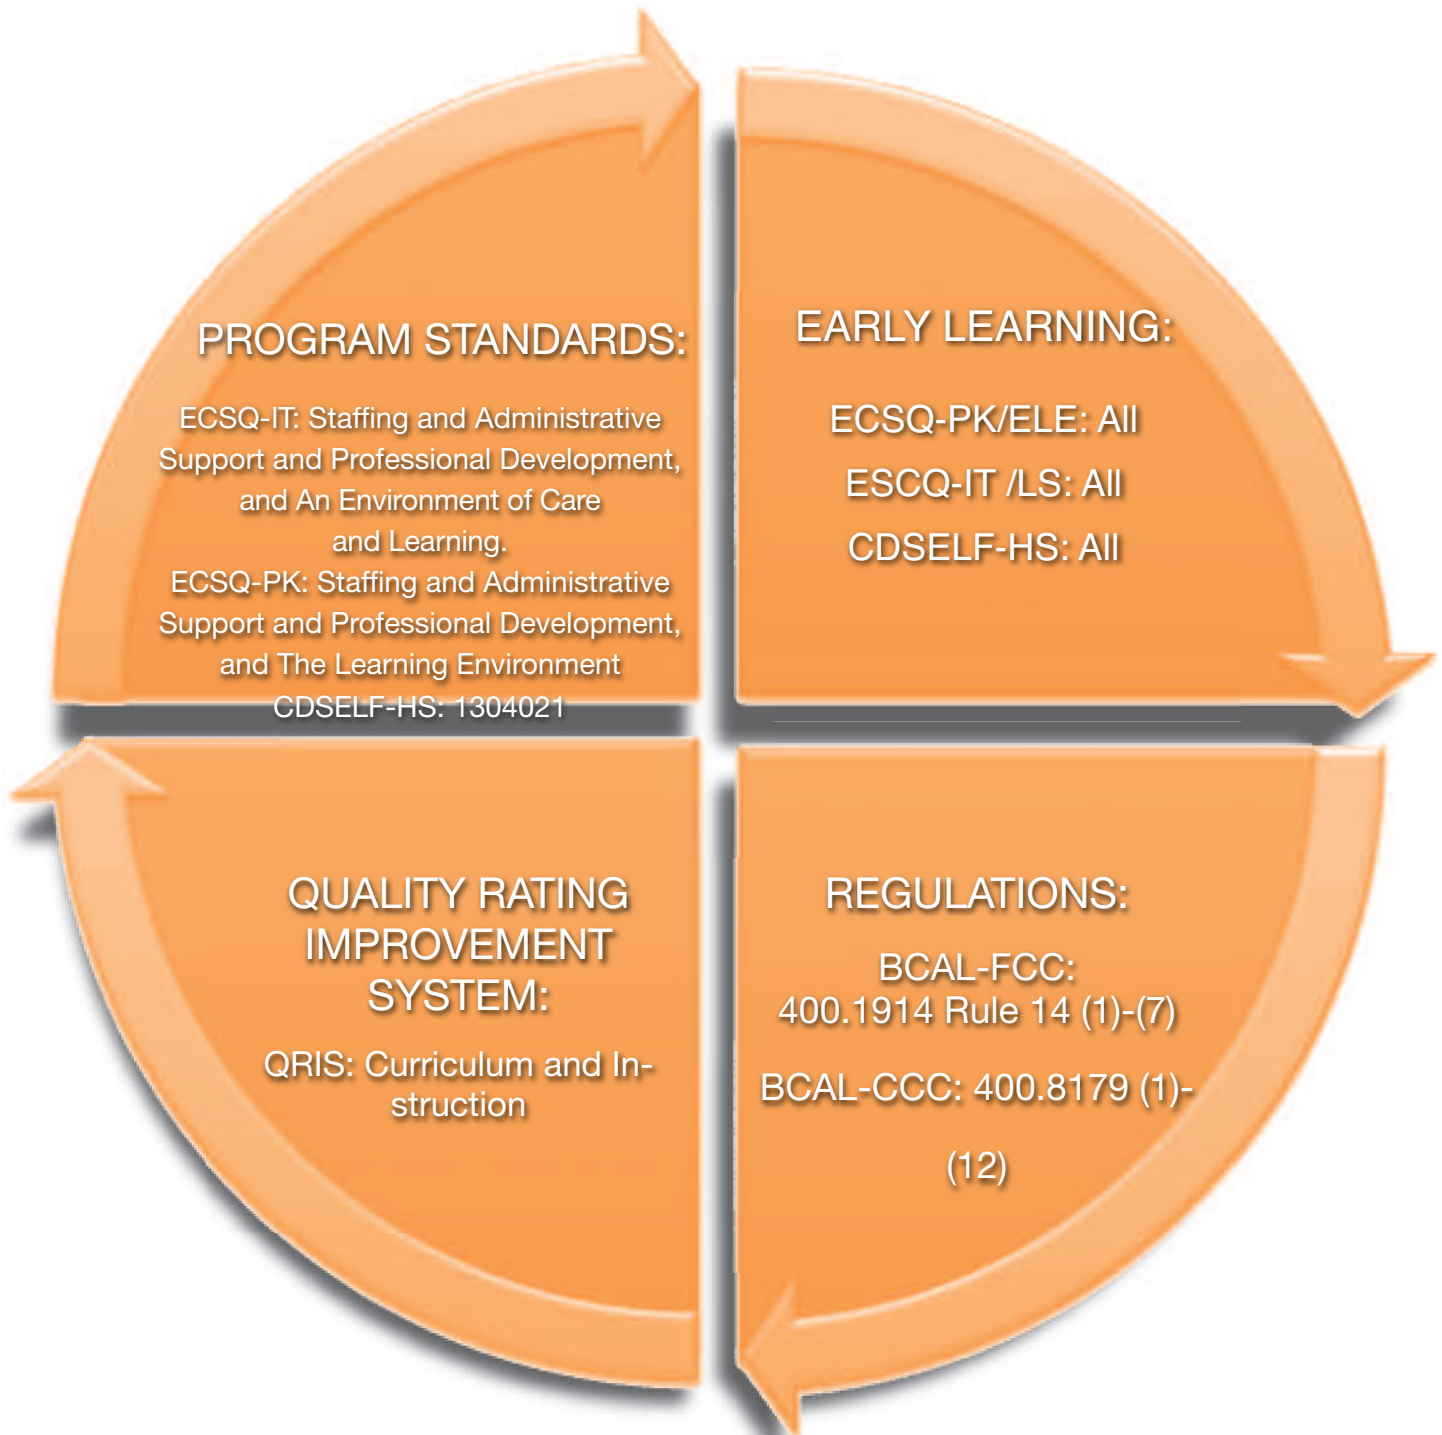 PROGRAM STANDARDS:
ECSQ-IT: Staffing and Administrative
Support and Professional Development,
and An Environment of Care
and Learning.
ECSQ-PK: Staffing and Administrative
Support and Professional Development,
and The Learning Environment
CDSELF-HS: 1304021
EARLY LEARNING:
ECSQ-PK/ELE: All
ESCQ-IT /LS: All
CDSELF-HS: All
QUALITY RATING
IMPROVEMENT
SYSTEM:
QRIS: Curriculum and In-
struction
REGULATIONS:
BCAL-FCC:
400.1914 Rule 14 (1)-(7)
BCAL-CCC: 400.8179 (1)-
(12)